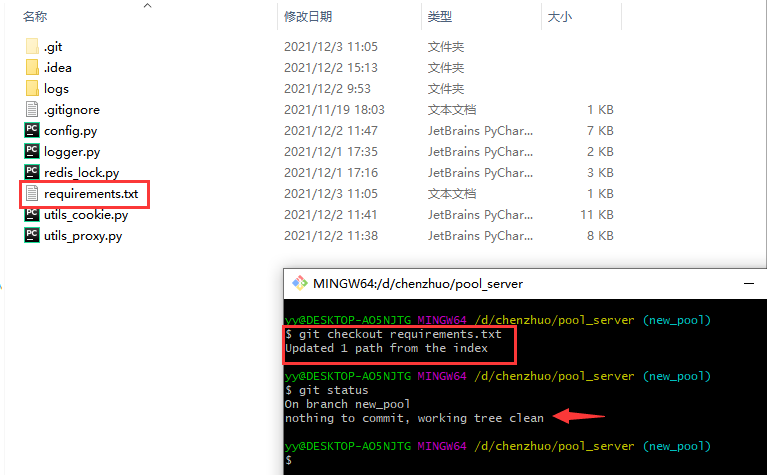 名称 修改日期 类型 大小
.git 2021/12/3 11:05 文件夹
.idea 2021/12/2 15:13 文件夹
logs 2021/12/2 9:53 文件夹
.gitignore 2021/11/19 18:03 文本文档 1 KB
config.py 2021/12/2 11:47 JetBrains PyChar... 7 KB
logger.py 2021/12/1 17:35 JetBrains PyChar... 2 KB
redis_lock.py 2021/12/1 17:16 JetBrains PyChar... 3 KB
requirements.txt 2021/12/3 11:05 文本文档 1 KB
utils_cookie.py 2021/12/2 11:41 JetBrains PyChar... 11 KB
utils_proxy.py 2021/12/2 11:38 JetBrains PyChar... 8 KB
MINGW64:/d/chenzhuo/pool_server
yy@DESKTOP-AO5NJTG MINGW64 /d/chenzhuo/pool_server (new_pool)
$ git checkout requirements.txt
Updated 1 path from the index
yy@DESKTOP-AO5NJTG MINGW64 /d/chenzhuo/pool_server (new_pool)
$ git status
On branch new_pool
nothing to commit, working tree clean
yy@DESKTOP-AO5NJTG MINGW64 /d/chenzhuo/pool_server (new_pool)
$